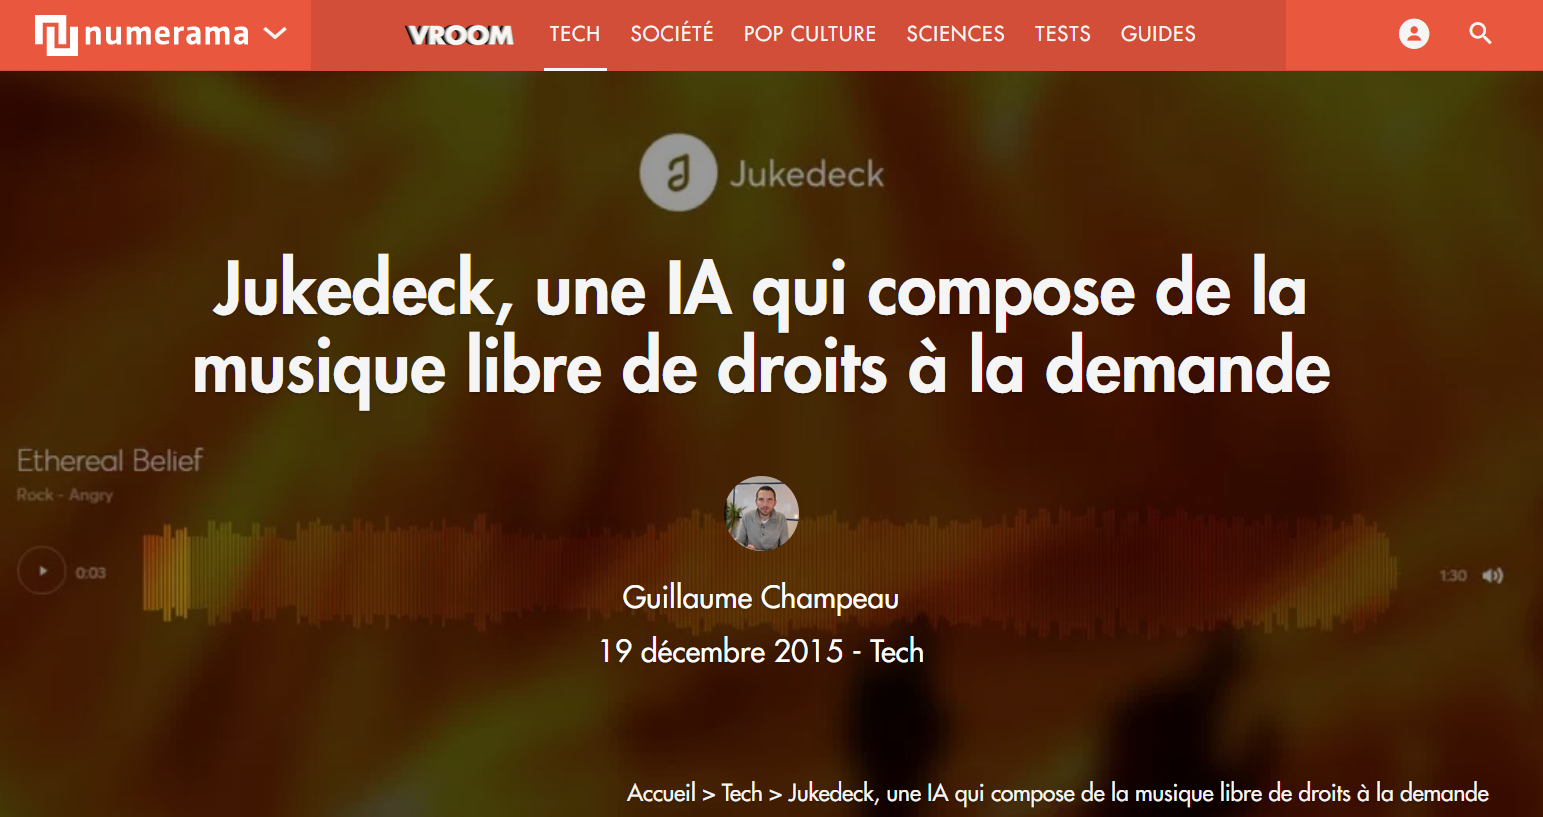 numerama
VROOM
TECH
SOCIÉTÉ
POP CULTURE
SCIENCES
TESTS
GUIDES
Jukedeck
Jukedeck, une IA qui compose de la
musique libre de droits à la demande
Ethereal Belief
Rock - Angry
0:03
1:30
Guillaume Champeau
19 décembre 2015 - Tech
Accueil > Tech > Jukedeck, une IA qui compose de la musique libre de droits à la demande